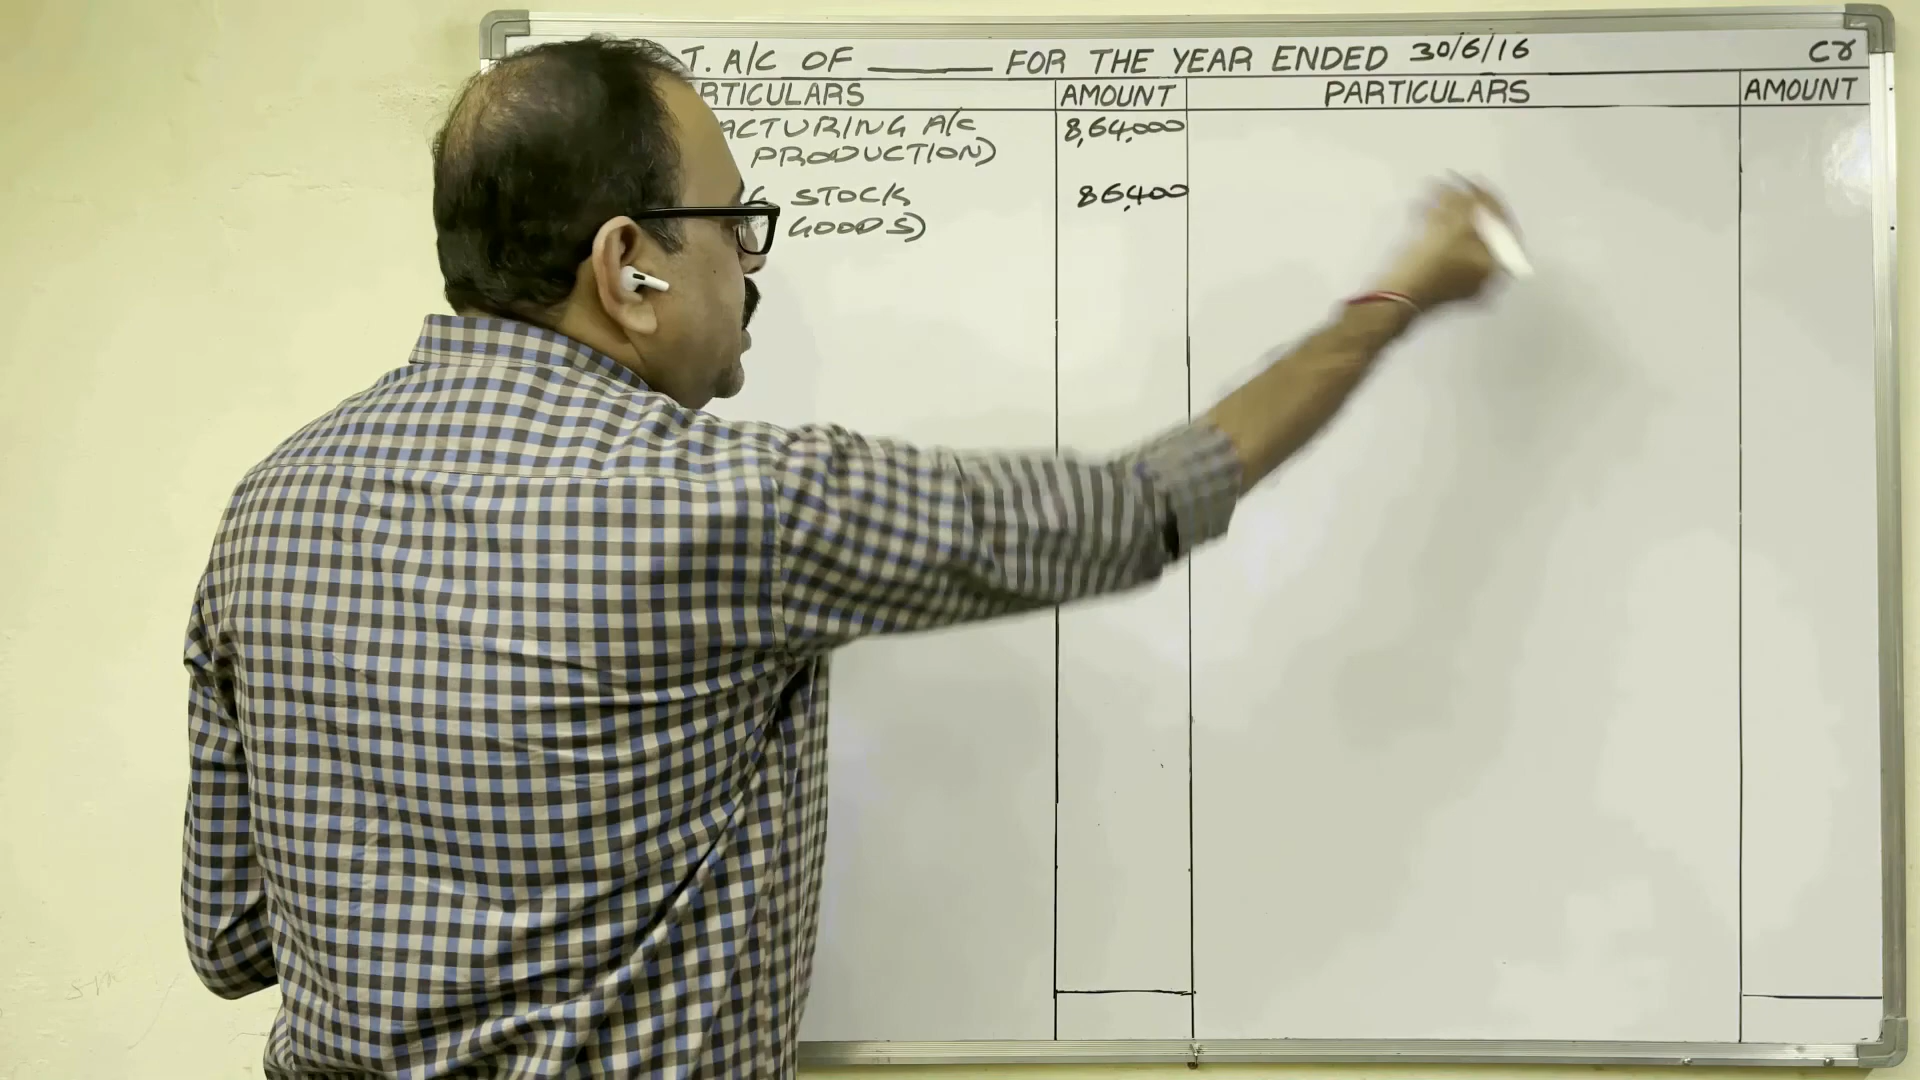 T. A/C OF ______ FOR THE YEAR ENDED 30/6/16 Cr
RTICULARS AMOUNT PARTICULARS AMOUNT
ACTURING A/C 8,64,000
PRODUCTION)
G STOCK 86,400
GOODS)